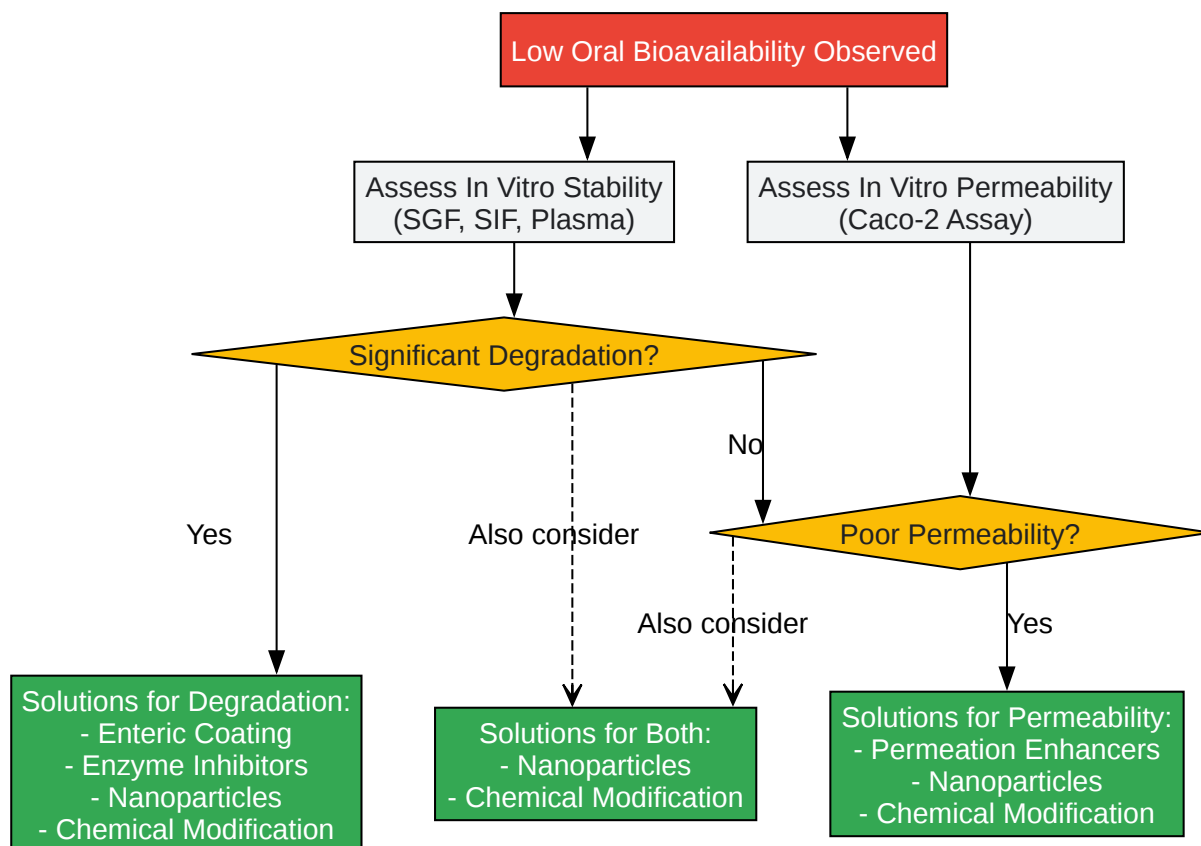 Low Oral Bioavailability Observed
Assess In Vitro Stability
(SGF, SIF, Plasma)
Assess In Vitro Permeability
(Caco-2 Assay)
Significant Degradation?
No
Yes
Also consider
Poor Permeability?
Also consider
Yes
Solutions for Degradation:
- Enteric Coating
- Enzyme Inhibitors
- Nanoparticles
- Chemical Modification
Solutions for Both:
- Nanoparticles
- Chemical Modification
Solutions for Permeability:
- Permeation Enhancers
- Nanoparticles
- Chemical Modification